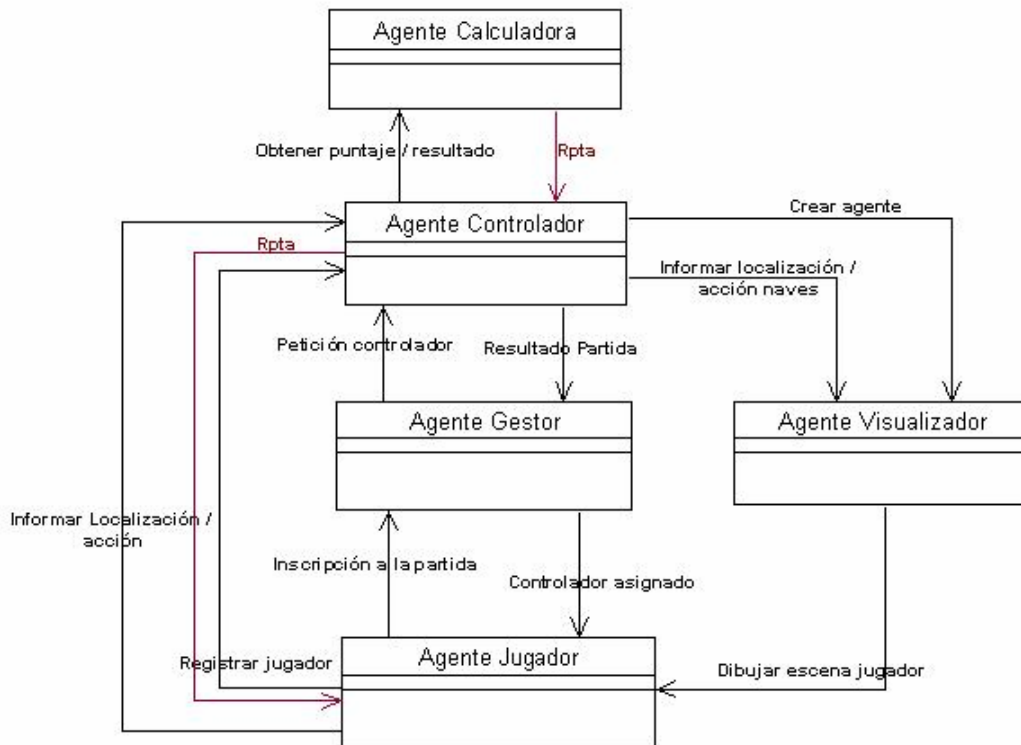 Agente Calculadora
Obtener puntaje / resultado
Rpta
Agente Controlador
Crear agente
Rpta
Informar localización /
acción naves
Petición controlador
Resultado Partida
Agente Gestor
Agente Visualizador
Informar Localización /
acción
Inscripción a la partida
Controlador asignado
Registrar jugador
Agente Jugador
Dibujar escena jugador